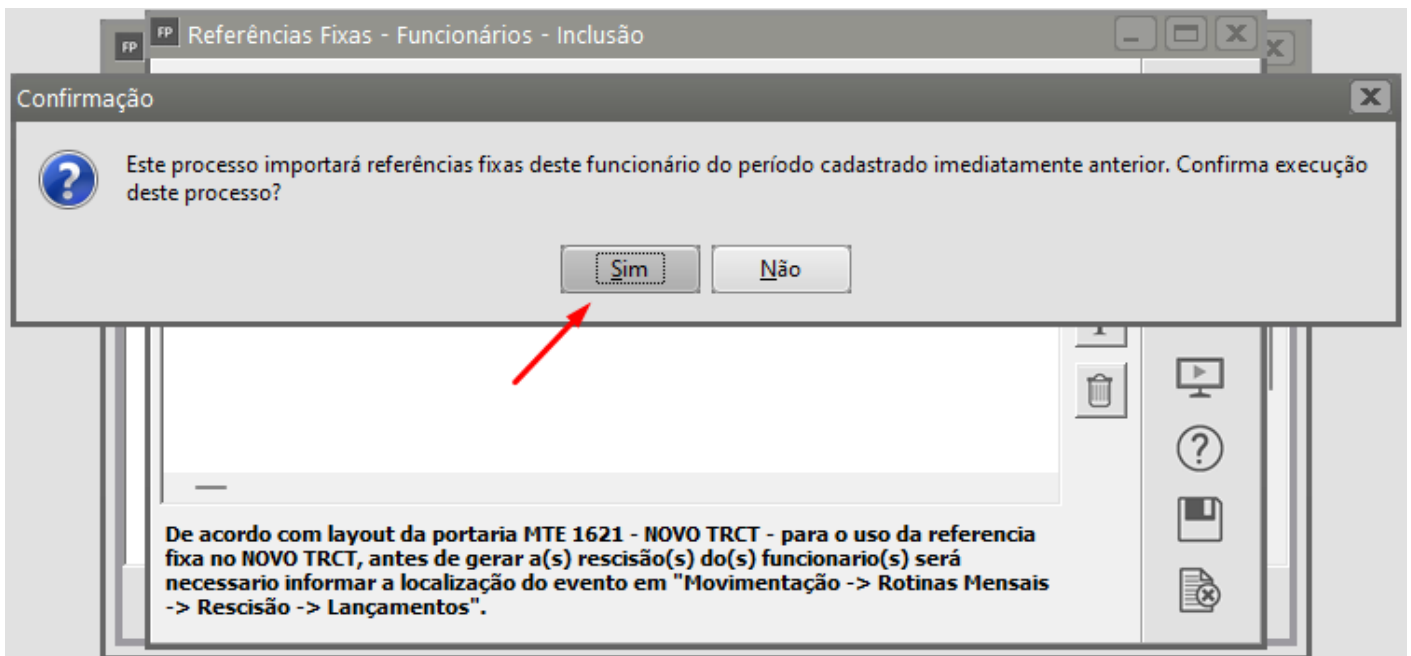 FP
FP Referências Fixas - Funcionários - Inclusão
Confirmação
Este processo importará referências fixas deste funcionário do período cadastrado imediatamente anterior. Confirma execução
deste processo?
Sim
Não
De acordo com layout da portaria MTE 1621 - NOVO TRCT - para o uso da referencia
fixa no NOVO TRCT, antes de gerar a(s) rescisão(s) do(s) funcionario(s) será
necessario informar a localização do evento em "Movimentação -> Rotinas Mensais
-> Rescisão -> Lançamentos".